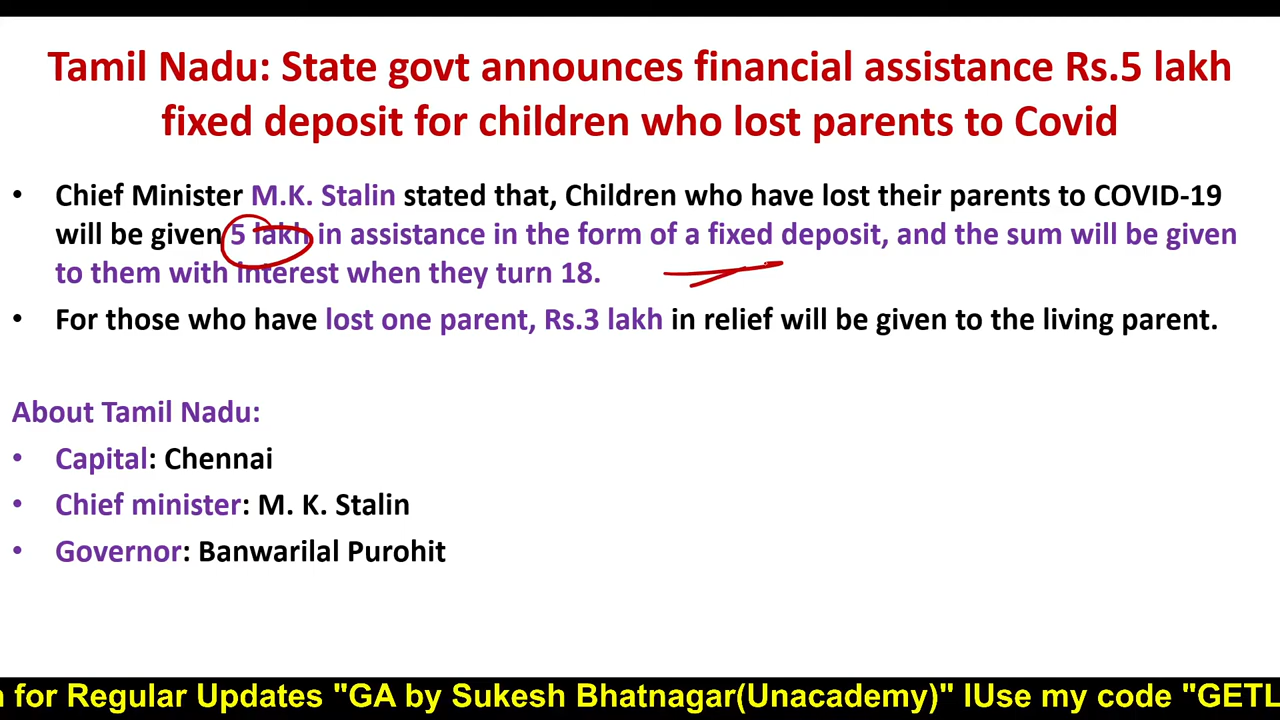 Tamil Nadu: State govt announces financial assistance Rs.5 lakh
fixed deposit for children who lost parents to Covid
• Chief Minister M.K. Stalin stated that, Children who have lost their parents to COVID-19
will be given 5 lakh in assistance in the form of a fixed deposit, and the sum will be given
to them with interest when they turn 18.
• For those who have lost one parent, Rs.3 lakh in relief will be given to the living parent.
About Tamil Nadu:
• Capital: Chennai
• Chief minister: M. K. Stalin
• Governor: Banwarilal Purohit
for Regular Updates "GA by Sukesh Bhatnagar(Unacademy)" IUse my code "GETL